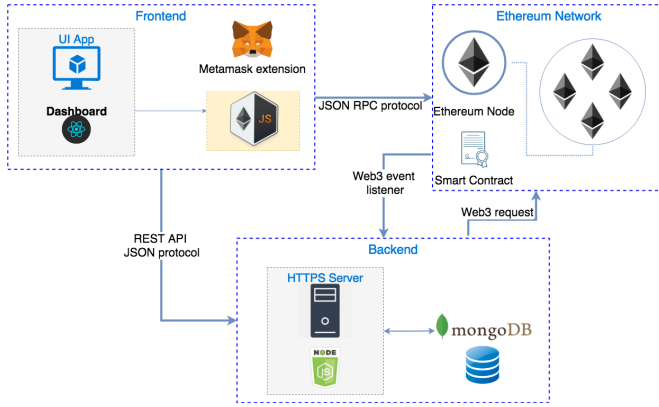 Frontend
UI App
Dashboard
Metamask extension
JS
JSON RPC protocol
Ethereum Network
Ethereum Node
Smart Contract
Web3 event
listener
Web3 request
REST API
JSON protocol
Backend
HTTPS Server
NODE
JS
mongoDB